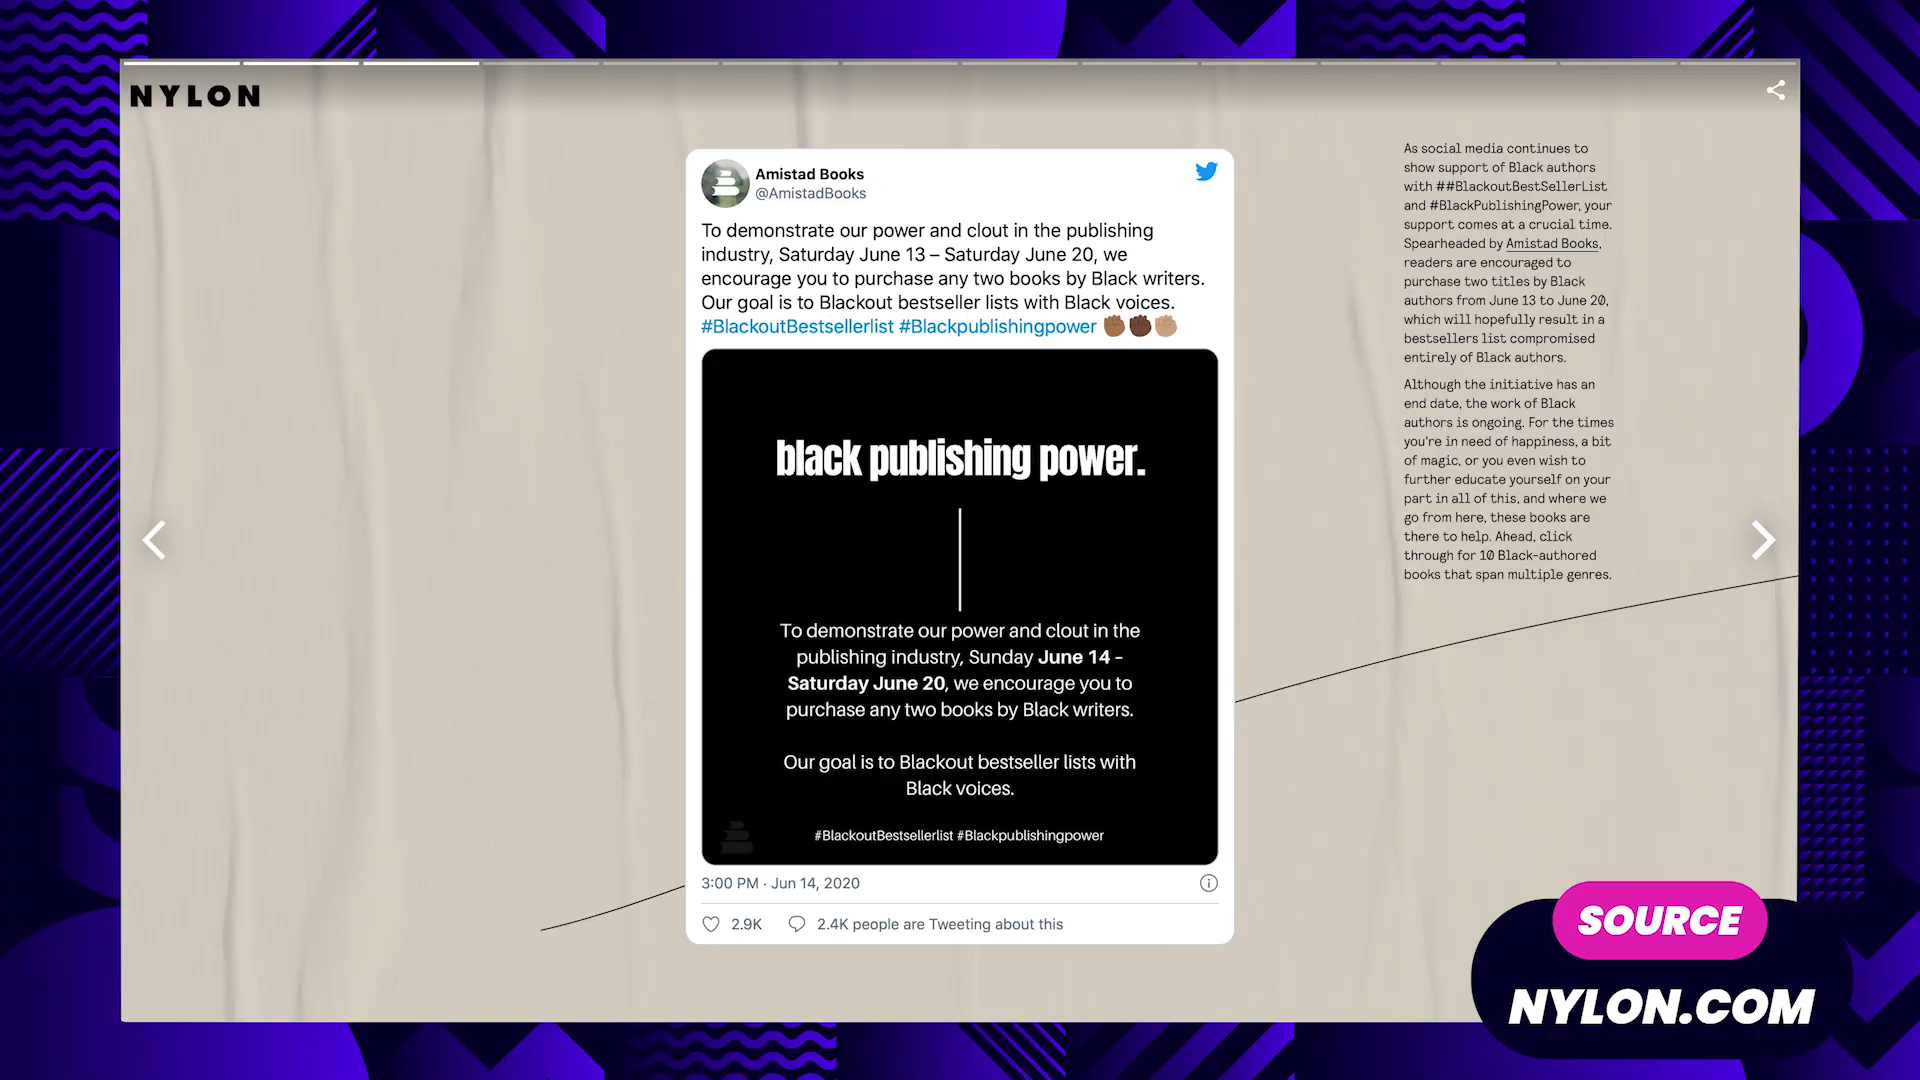 NYLON
Amistad Books
@AmistadBooks
To demonstrate our power and clout in the publishing
industry, Saturday June 13 – Saturday June 20, we
encourage you to purchase any two books by Black writers.
Our goal is to Blackout bestseller lists with Black voices.
#BlackoutBestsellerlist #Blackpublishingpower ✊🏾✊🏿✊🏽
black publishing power.
To demonstrate our power and clout in the
publishing industry, Sunday June 14 –
Saturday June 20, we encourage you to
purchase any two books by Black writers.
Our goal is to Blackout bestseller lists with
Black voices.
#BlackoutBestsellerlist #Blackpublishingpower
3:00 PM · Jun 14, 2020
2.9K 2.4K people are Tweeting about this
As social media continues to
show support of Black authors
with ##BlackoutBestSellerList
and #BlackPublishingPower, your
support comes at a crucial time.
Spearheaded by Amistad Books,
readers are encouraged to
purchase two titles by Black
authors from June 13 to June 20,
which will hopefully result in a
bestsellers list compromised
entirely of Black authors.
Although the initiative has an
end date, the work of Black
authors is ongoing. For the times
you're in need of happiness, a bit
of magic, or you even wish to
further educate yourself on your
part in all of this, and where we
go from here, these books are
there to help. Ahead, click
through for 10 Black-authored
books that span multiple genres.
SOURCE
NYLON.COM